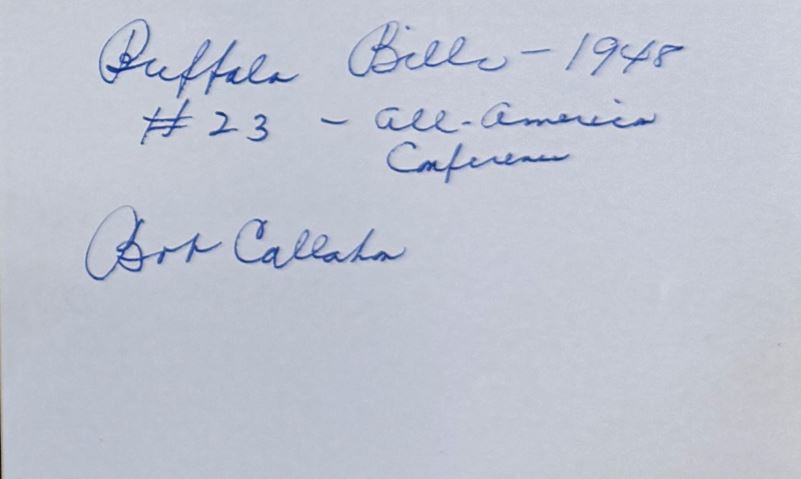 Buffalo Bills - 1948
#23 - All-America
Conference
Bob Callahan